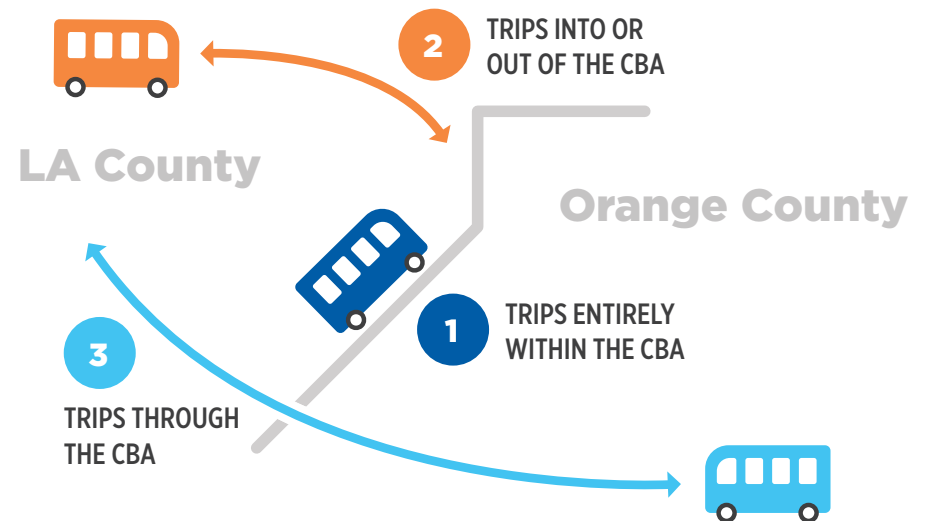 2
TRIPS INTO OR
OUT OF THE CBA
LA County
Orange County
1
TRIPS ENTIRELY
WITHIN THE CBA
3
TRIPS THROUGH
THE CBA